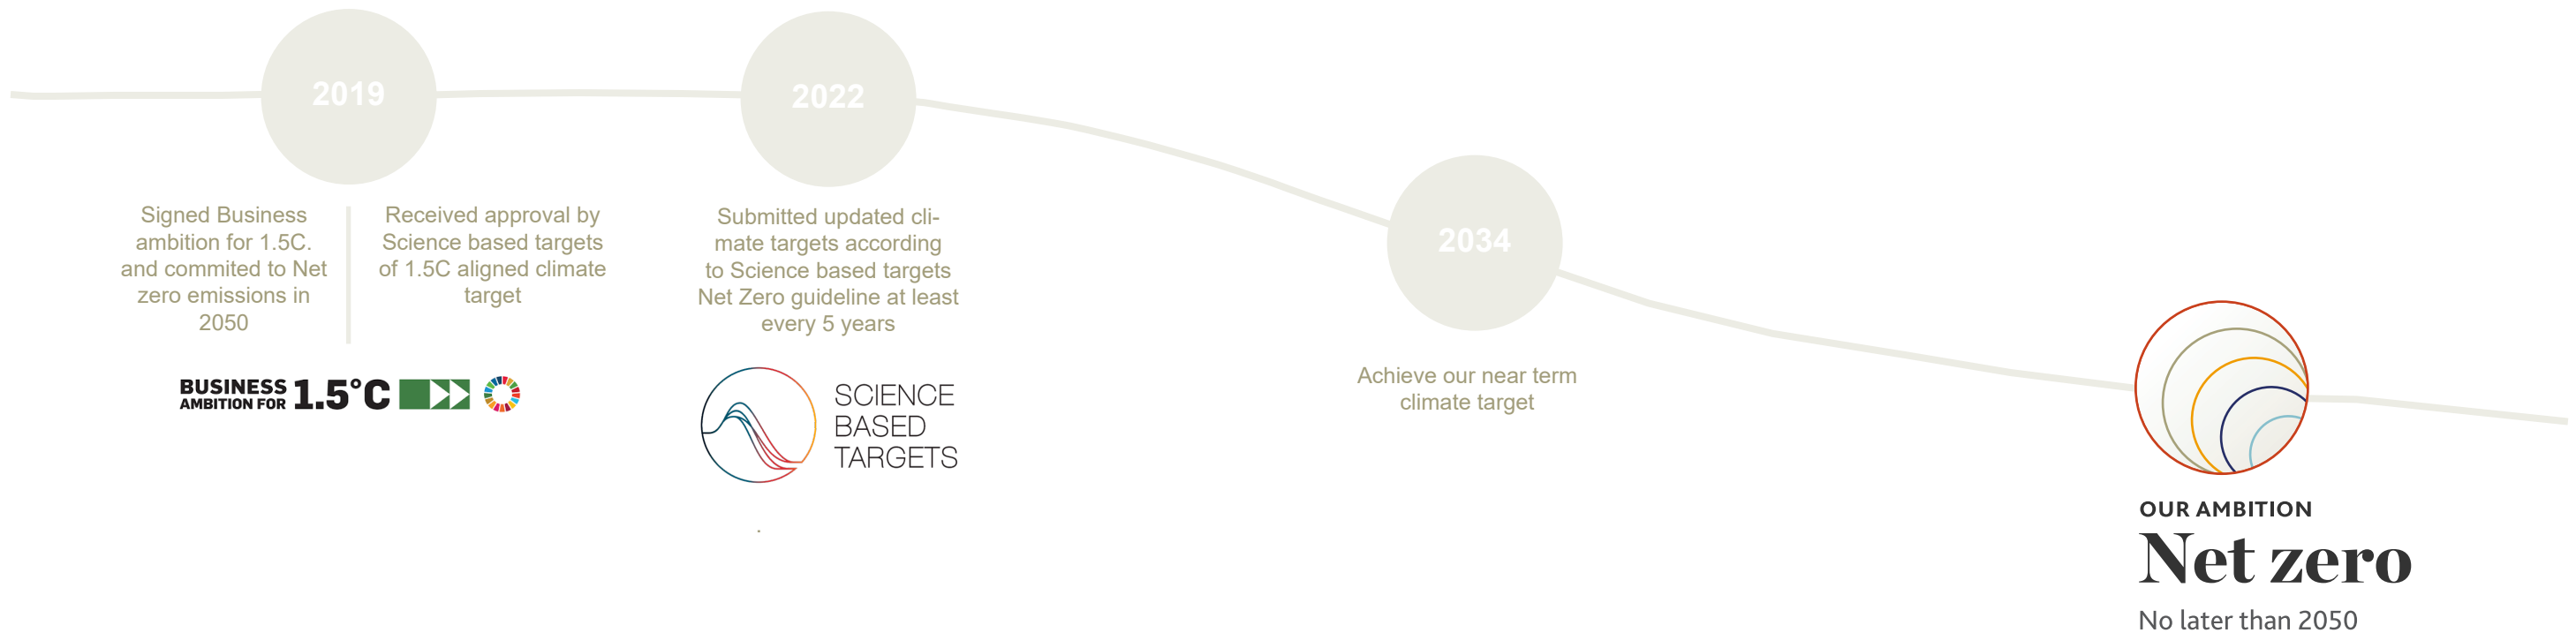 2019
Signed Business
ambition for 1.5C.
and commited to Net
zero emissions in
2050
Received approval by
Science based targets
of 1.5C aligned climate
target
BUSINESS
AMBITION FOR
1.5°C
2022
Submitted updated cli-
mate targets according
to Science based targets
Net Zero guideline at least
every 5 years
SCIENCE
BASED
TARGETS
2034
Achieve our near term
climate target
OUR AMBITION
Net zero
No later than 2050